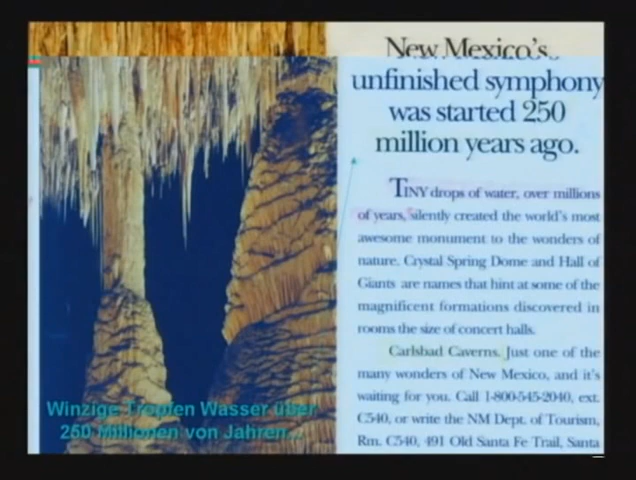 New Mexico's
unfinished symphony
was started 250
million years ago.
TINY drops of water, over millions
of years, silently created the world's most
awesome monument to the wonders of
nature. Crystal Spring Dome and Hall of
Giants are names that hint at some of the
magnificent formations discovered in
rooms the size of concert halls.
Carlsbad Caverns. Just one of the
many wonders of New Mexico, and it's
waiting for you. Call 1-800-545-2040, ext.
C540, or write the NM Dept. of Tourism,
Rm. C540, 491 Old Santa Fe Trail, Santa
Winzige Tropfen Wasser über
250 Millionen von Jahren...